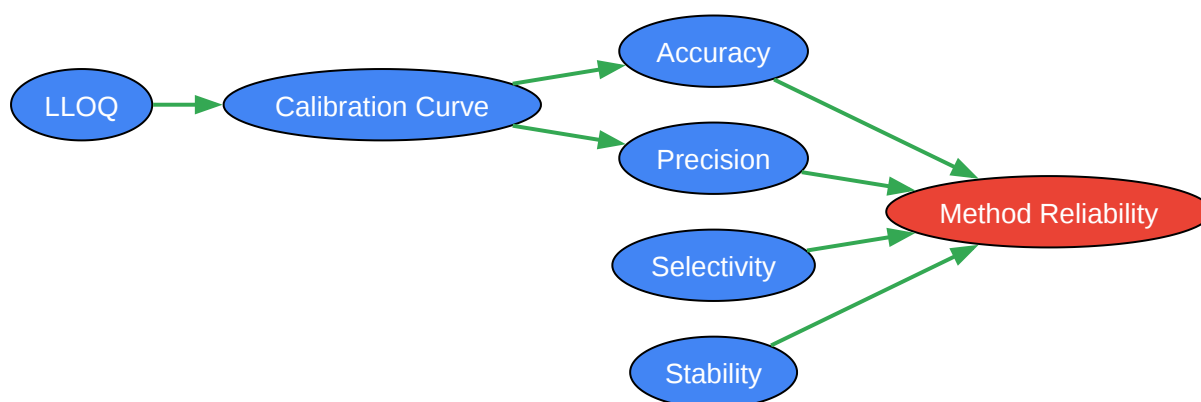 LLOQ
Calibration Curve
Accuracy
Precision
Selectivity
Stability
Method Reliability